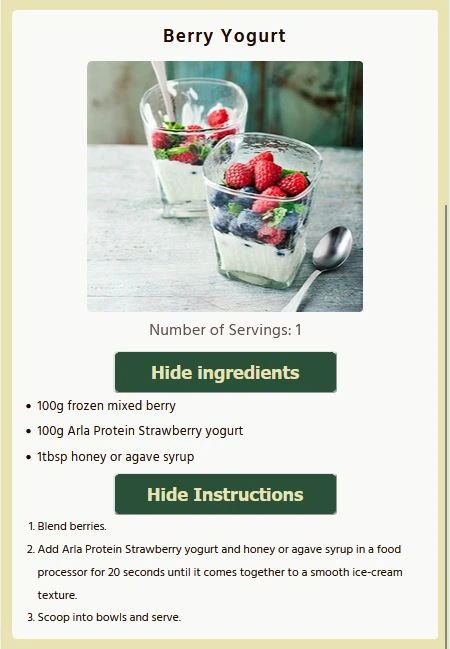 Berry Yogurt
Number of Servings: 1
Hide ingredients
• 100g frozen mixed berry
• 100g Arla Protein Strawberry yogurt
• 1tbsp honey or agave syrup
Hide Instructions
1. Blend berries.
2. Add Arla Protein Strawberry yogurt and honey or agave syrup in a food
processor for 20 seconds until it comes together to a smooth ice-cream
texture.
3. Scoop into bowls and serve.